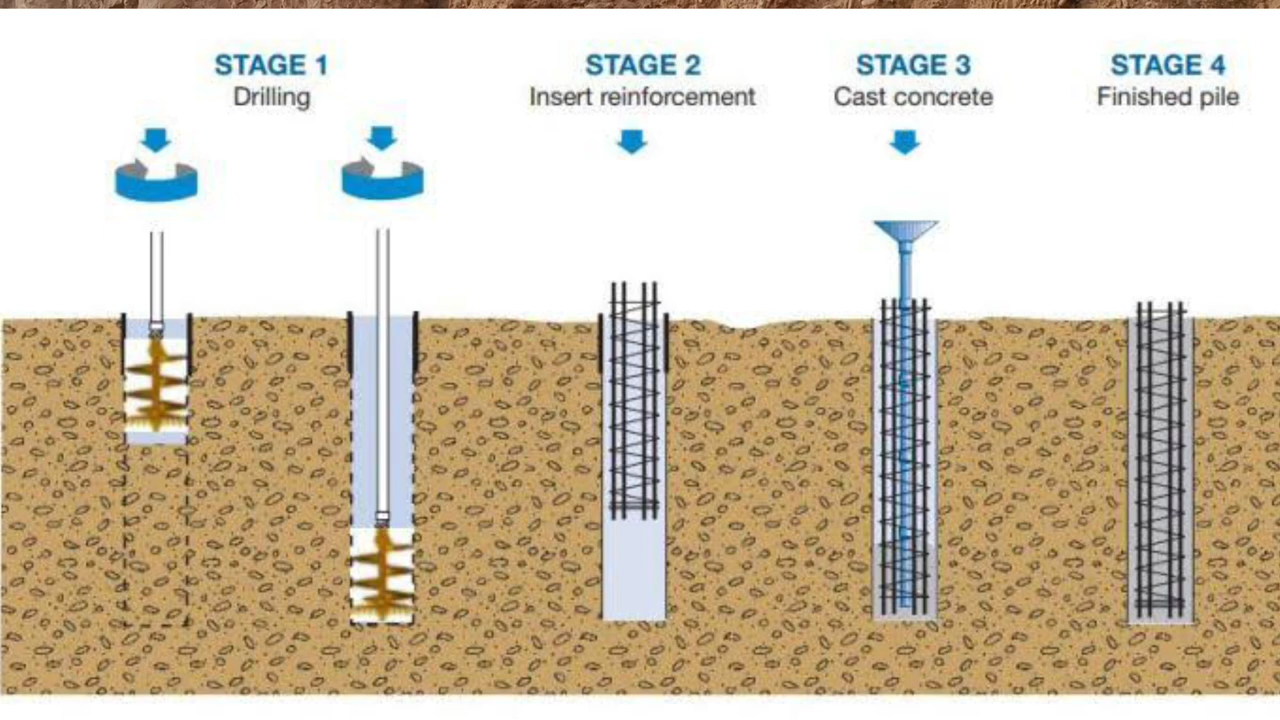 STAGE 1
Drilling
STAGE 2
Insert reinforcement
STAGE 3
Cast concrete
STAGE 4
Finished pile